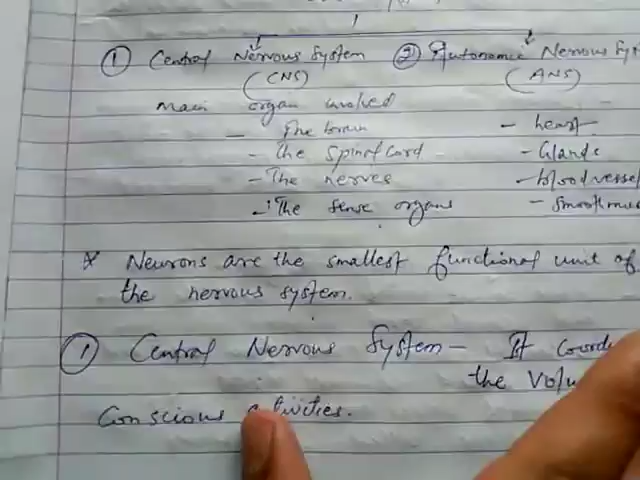 ① Central Nervous System ② Autonomic Nervous Sys
(CNS) (ANS)
Main organ involved
- The brain - heart
- The Spinal Cord - Glands
- The nerves - blood vessel
- The sense organs - smooth mus
* Neurons are the smallest functional unit of
the nervous system.
① Central Nervous System - It coord
the Volu
Conscious activities.